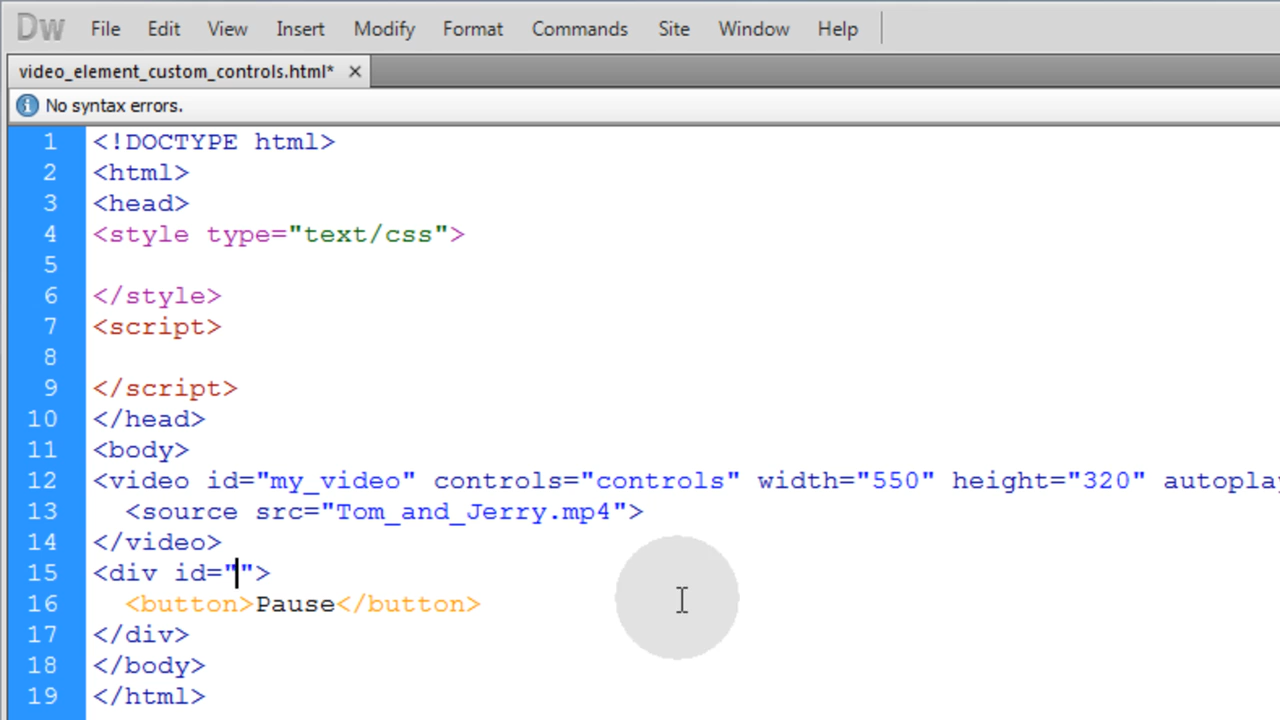 Dw File Edit View Insert Modify Format Commands Site Window Help
video_element_custom_controls.html*
No syntax errors.
1 <!DOCTYPE html>
2 <html>
3 <head>
4 <style type="text/css">
5
6 </style>
7 <script>
8
9 </script>
10 </head>
11 <body>
12 <video id="my_video" controls="controls" width="550" height="320" autopla
13 <source src="Tom_and_Jerry.mp4">
14 </video>
15 <div id="">
16 <button>Pause</button>
17 </div>
18 </body>
19 </html>